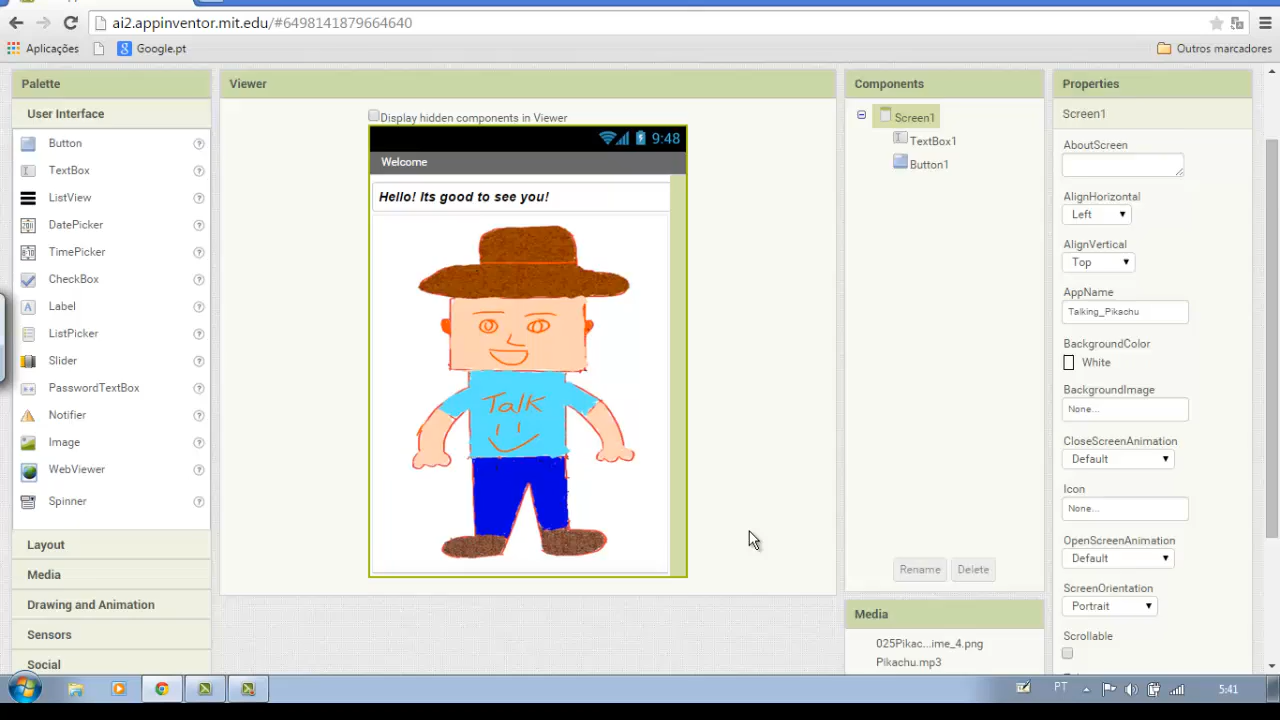 ai2.appinventor.mit.edu/#6498141879664640
Aplicações
Google.pt
Outros marcadores
Palette
User Interface
Button
TextBox
ListView
DatePicker
TimePicker
CheckBox
Label
ListPicker
Slider
PasswordTextBox
Notifier
Image
WebViewer
Spinner
Layout
Media
Drawing and Animation
Sensors
Social
Viewer
Display hidden components in Viewer
9:48
Welcome
Hello! Its good to see you!
Talk
Components
Screen1
TextBox1
Button1
Rename
Delete
Media
025Pikac...ime_4.png
Pikachu.mp3
Properties
Screen1
AboutScreen
AlignHorizontal
Left
AlignVertical
Top
AppName
Talking_Pikachu
BackgroundColor
White
BackgroundImage
None...
CloseScreenAnimation
Default
Icon
None...
OpenScreenAnimation
Default
ScreenOrientation
Portrait
Scrollable
PT
5:41